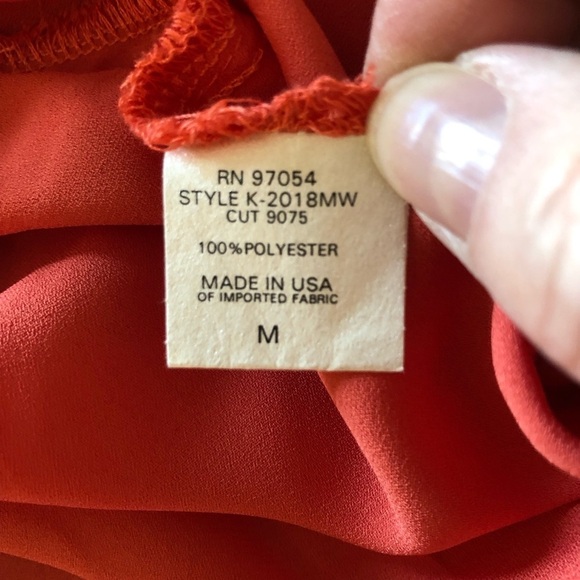 RN 97054
STYLE K-2018MW
CUT 9075
100%POLYESTER
MADE IN USA
OF IMPORTED FABRIC
M